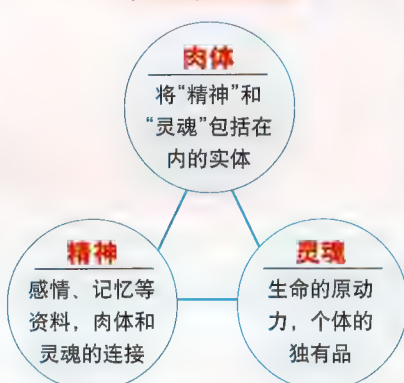 肉体
将“精神”和
“灵魂”包括在
内的实体
精神
感情、记忆等
资料，肉体和
灵魂的连接
灵魂
生命的原动
力，个体的
独有品